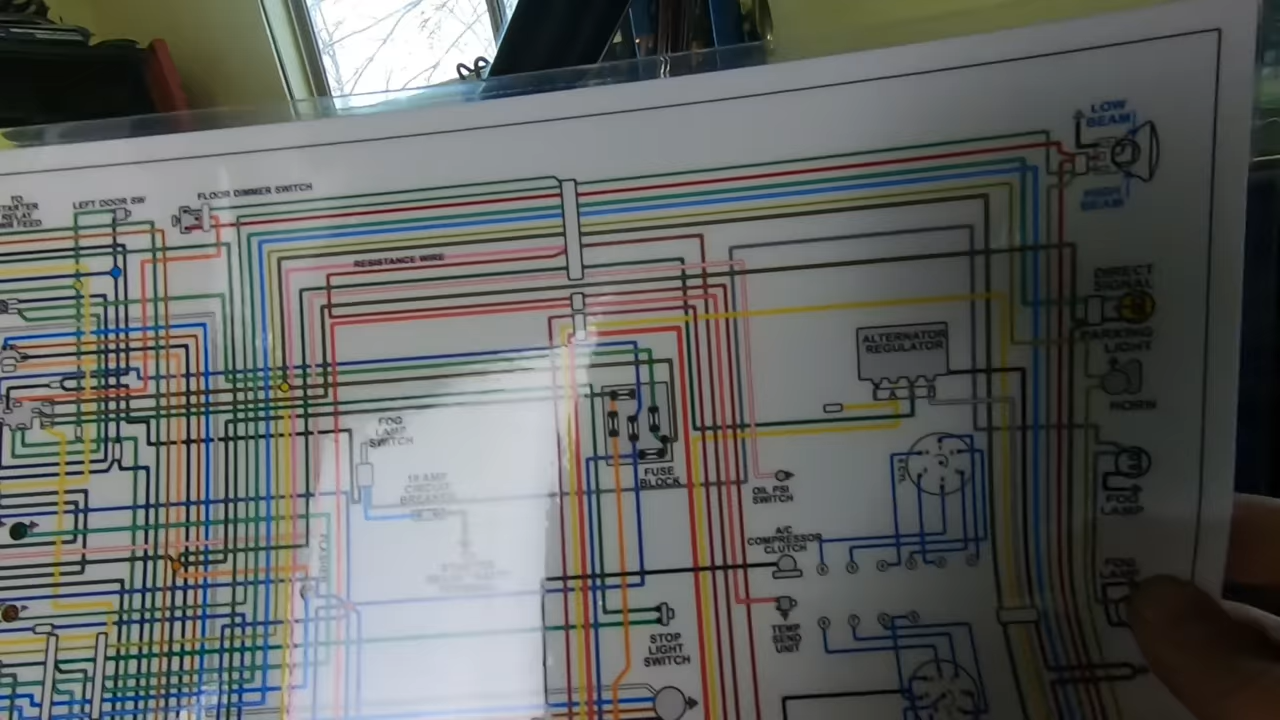 LOW
BEAM
HIGH
BEAM
FLOOR DIMMER SWITCH
LEFT DOOR SW
TO
STARTER
RELAY
RESISTANCE WIRE
DIRECT
SIGNAL
PARKING
LIGHT
ALTERNATOR
REGULATOR
HORN
FOG
LAMP
SWITCH
10 AMP
CIRCUIT
BREAKER
FUSE
BLOCK
OIL PSI
SWITCH
FOG
LAMP
A/C
COMPRESSOR
CLUTCH
TEMP
SEND
UNIT
STOP
LIGHT
SWITCH